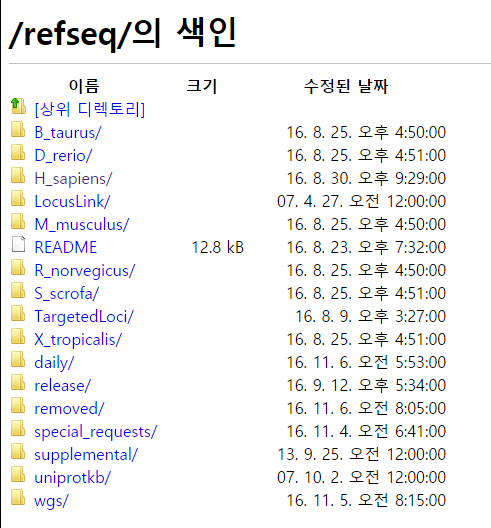 /refseq/의 색인
이름 크기 수정된 날짜
[상위 디렉토리]
B_taurus/ 16. 8. 25. 오후 4:50:00
D_rerio/ 16. 8. 25. 오후 4:51:00
H_sapiens/ 16. 8. 30. 오후 9:29:00
LocusLink/ 07. 4. 27. 오전 12:00:00
M_musculus/ 16. 8. 25. 오후 4:50:00
README 12.8 kB 16. 8. 23. 오후 7:32:00
R_norvegicus/ 16. 8. 25. 오후 4:50:00
S_scrofa/ 16. 8. 25. 오후 4:51:00
TargetedLoci/ 16. 8. 9. 오후 3:27:00
X_tropicalis/ 16. 8. 25. 오후 4:51:00
daily/ 16. 11. 6. 오전 5:53:00
release/ 16. 9. 12. 오후 5:34:00
removed/ 16. 11. 6. 오전 8:05:00
special_requests/ 16. 11. 4. 오전 6:41:00
supplemental/ 13. 9. 25. 오전 12:00:00
uniprotkb/ 07. 10. 2. 오전 12:00:00
wgs/ 16. 11. 5. 오전 8:15:00